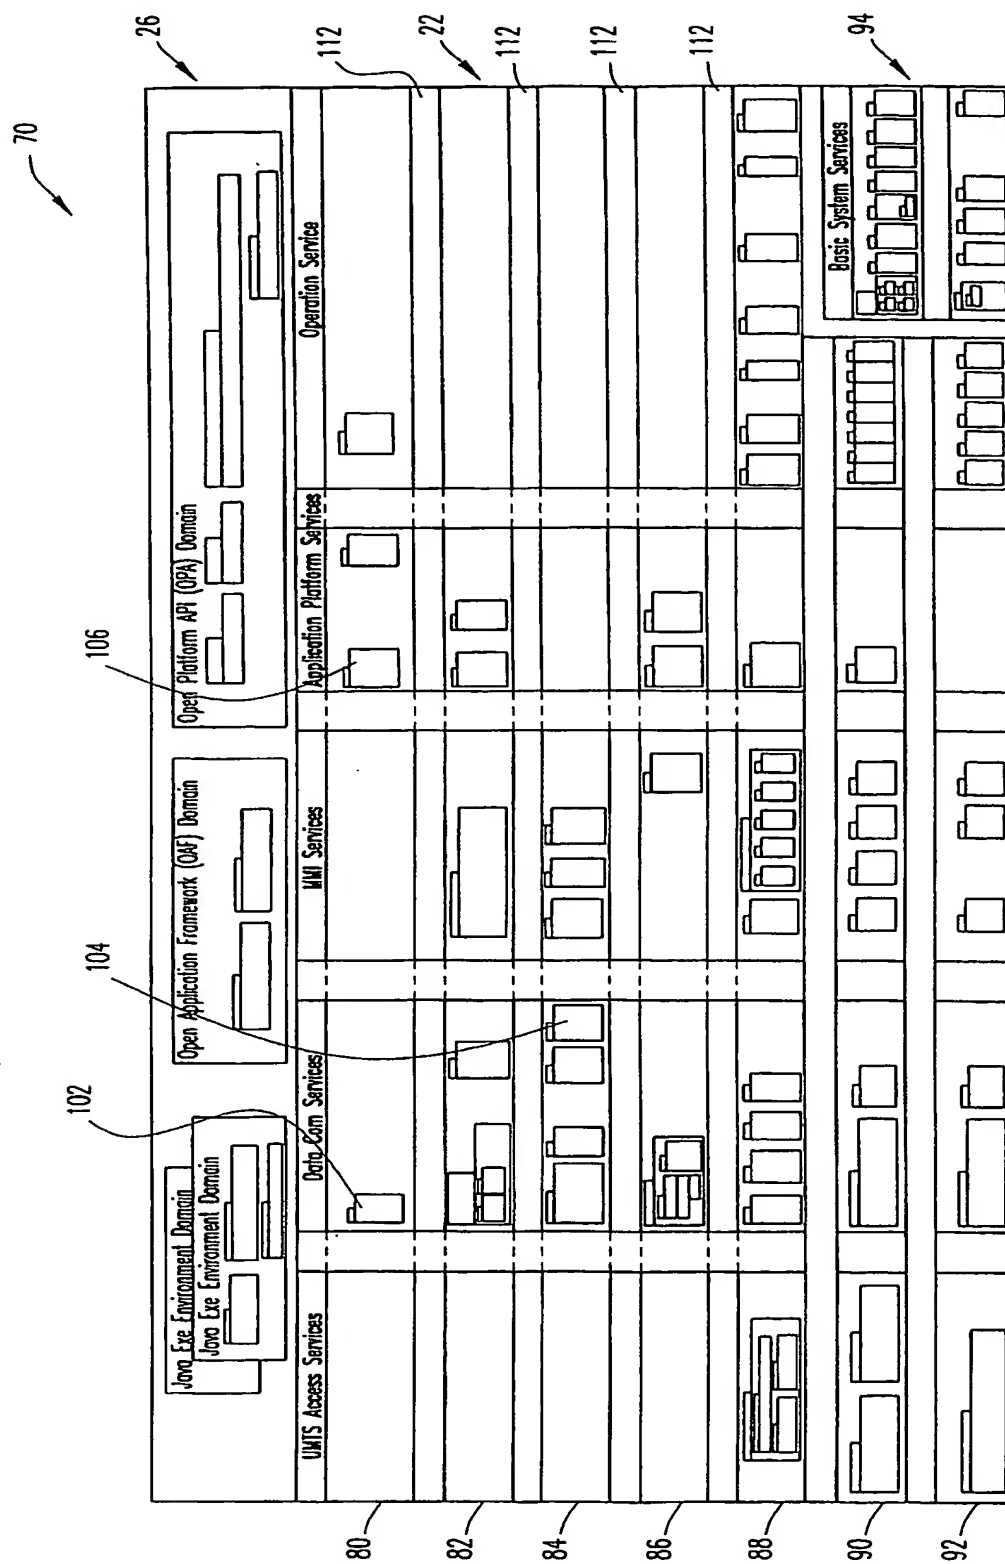 70
26
Java Exe Environment Domain
Java Exe Environment Domain
Open Application Framework (OAF) Domain
Open Platform API (OPA) Domain
UMTS Access Services
Data Com Services
MMI Services
Application Platform Services
Operation Service
102
104
106
80
112
22
82
112
84
112
86
112
88
Basic System Services
94
90
92